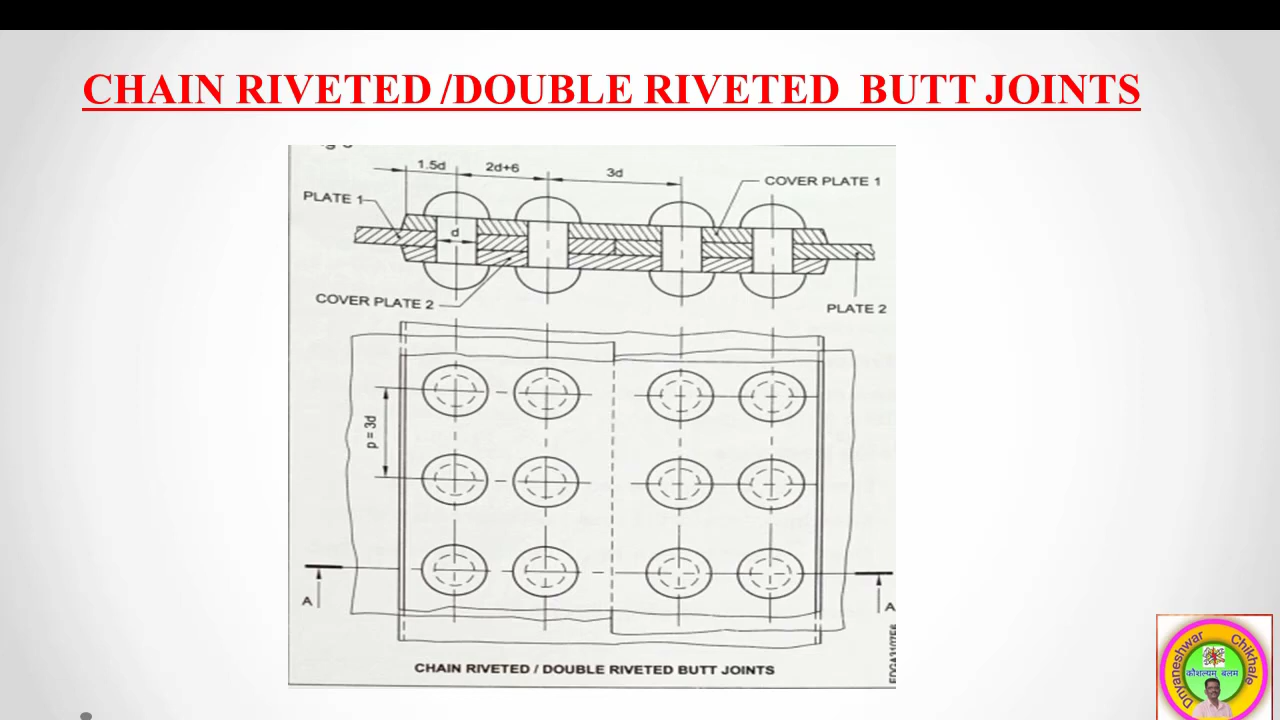 CHAIN RIVETED /DOUBLE RIVETED  BUTT JOINTS
1.5d
2d+6
3d
COVER PLATE 1
PLATE 1
d
COVER PLATE 2
PLATE 2
p = 3d
A
A
CHAIN RIVETED / DOUBLE RIVETED BUTT JOINTS
Dnyaneshwar Chikhale
कौशल्यम् बलम्